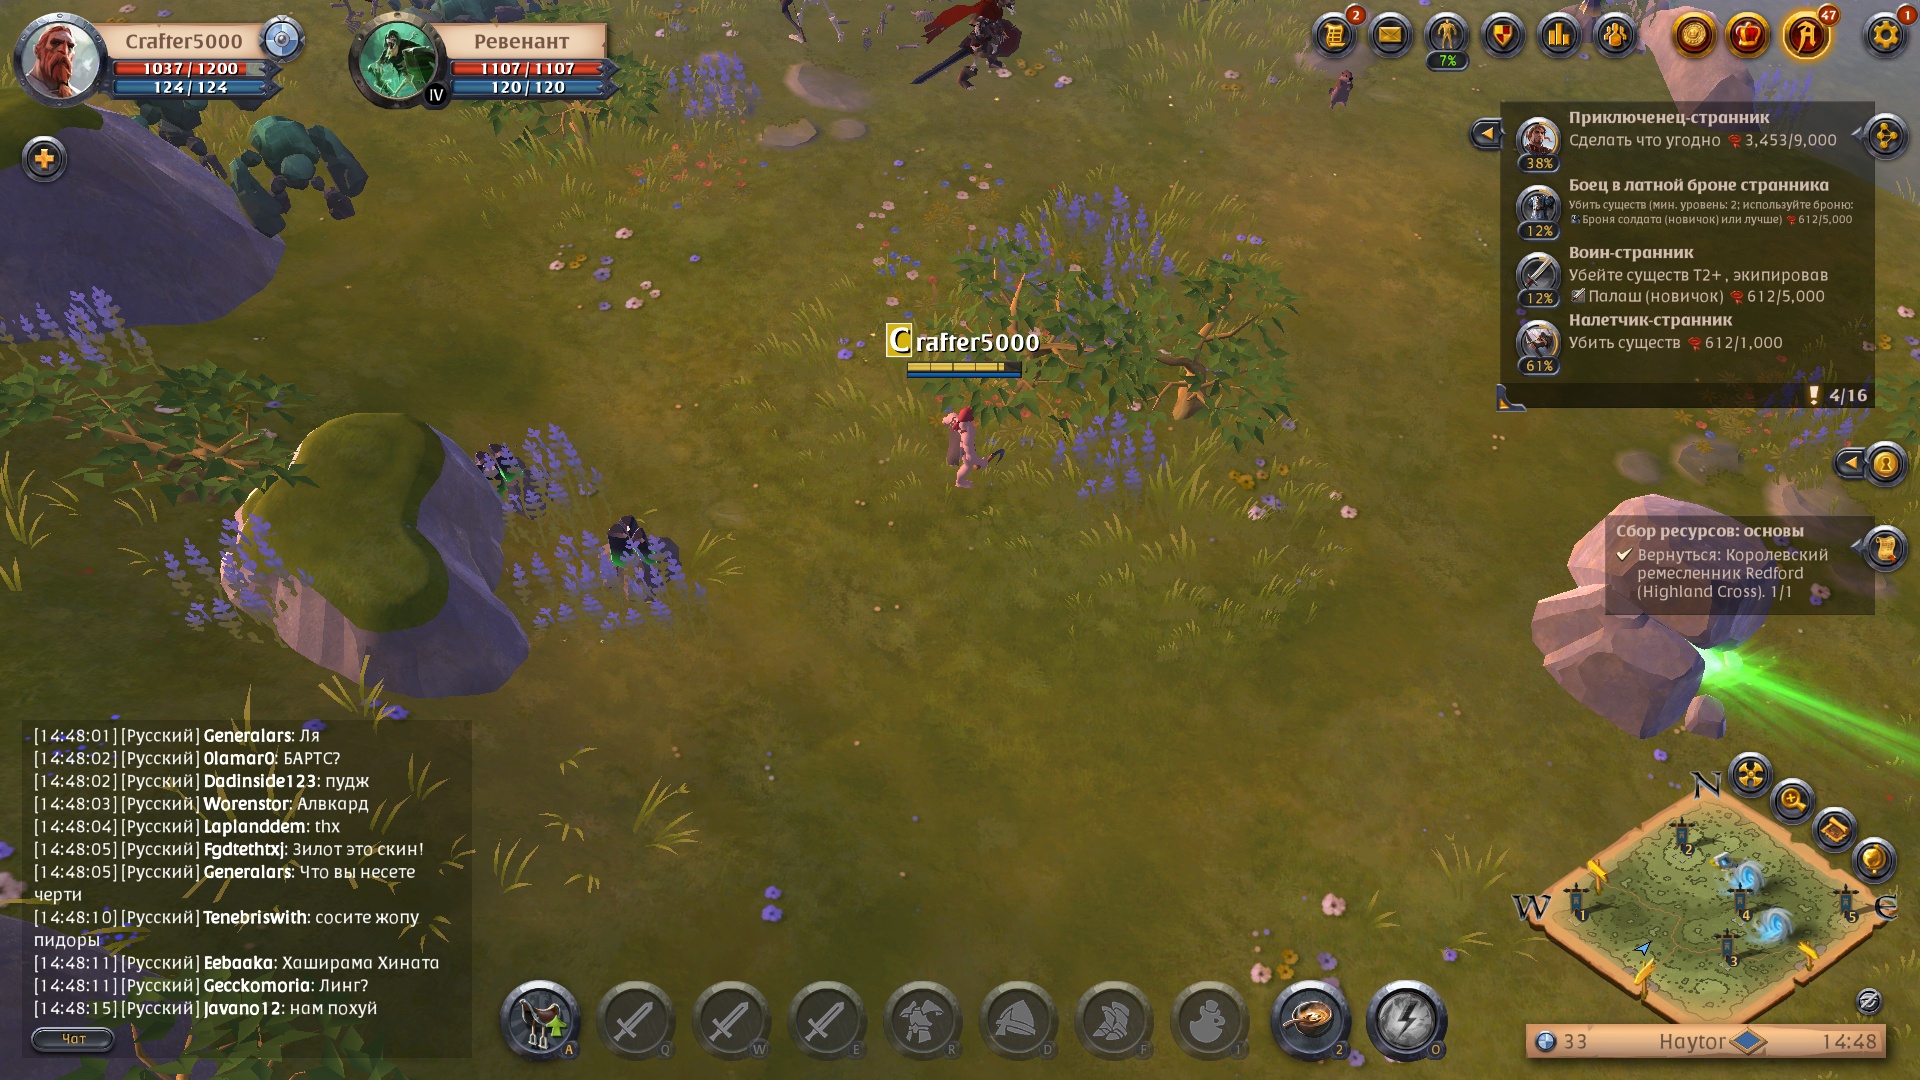 Crafter5000
1037 / 1200
124 / 124
Ревенант
1107 / 1107
120 / 120
IV
2
7%
47
1
Приключенец-странник
Сделать что угодно 3,453/9,000
38%
Боец в латной броне странника
Убить существ (мин. уровень: 2; используйте броню:
Броня солдата (новичок) или лучше) 612/5,000
12%
Воин-странник
Убейте существ T2+ , экипировав
Палаш (новичок) 612/5,000
12%
Налетчик-странник
Убить существ 612/1,000
61%
4/16
Crafter5000
Сбор ресурсов: основы
Вернуться: Королевский
ремесленник Redford
(Highland Cross). 1/1
[14:48:01] [Русский] Generalars: Ля
[14:48:02] [Русский] Olamar0: БАРТС?
[14:48:02] [Русский] Dadinside123: пудж
[14:48:03] [Русский] Worenstor: Алвкард
[14:48:04] [Русский] Laplanddem: thx
[14:48:05] [Русский] Fgdtethtxj: Зилот это скин!
[14:48:05] [Русский] Generalars: Что вы несете
черти
[14:48:10] [Русский] Tenebriswith: сосите жопу
пидоры
[14:48:11] [Русский] Eebaaka: Хаширама Хината
[14:48:11] [Русский] Gecckomoria: Линг?
[14:48:15] [Русский] Javano12: нам похуй
Чат
A
Q
W
E
R
D
F
1
2
O
N
W
E
2
1
4
5
3
33
Haytor
14:48